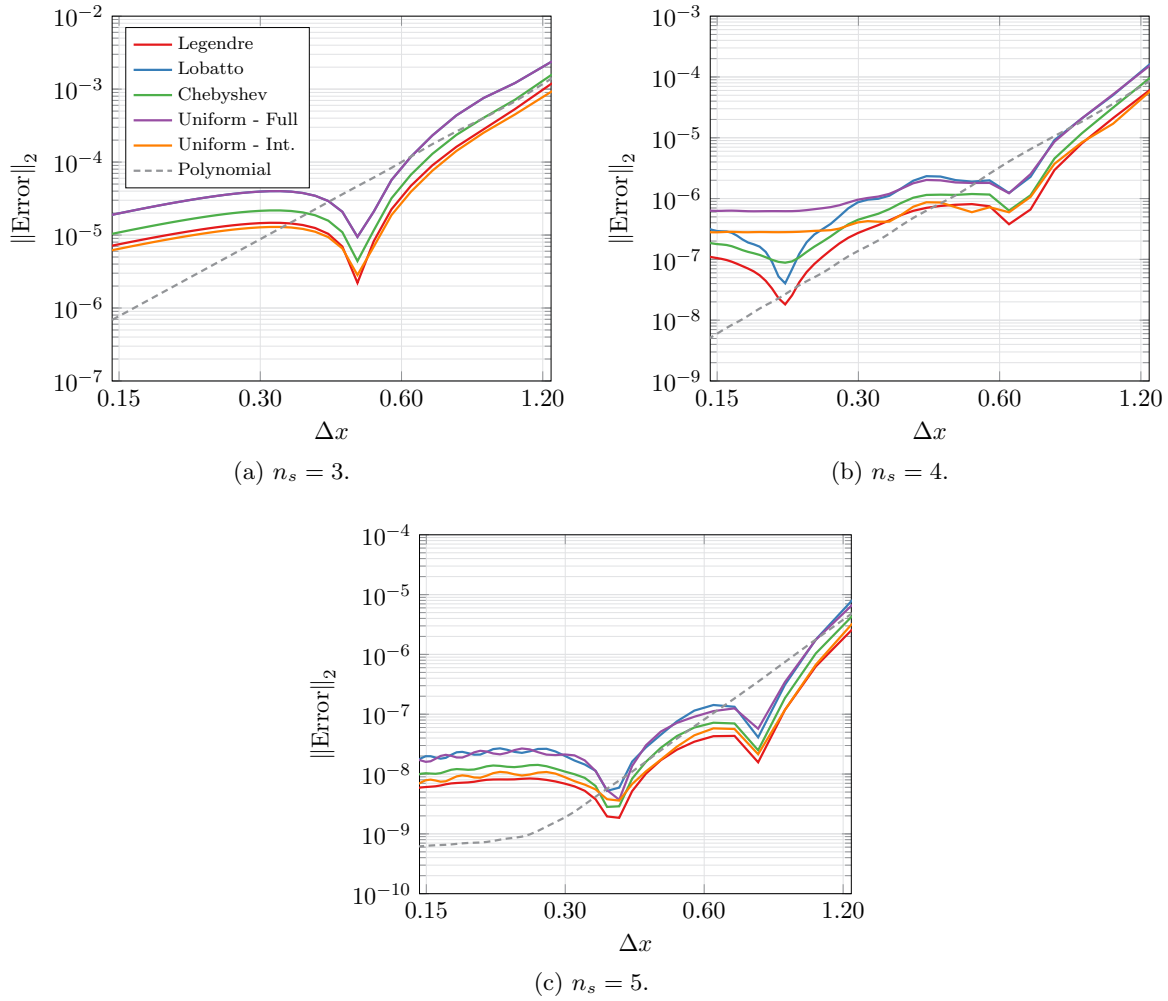 10^−2
10^−3
10^−4
10^−5
10^−6
10^−7
||Error||_2
Legendre
Lobatto
Chebyshev
Uniform - Full
Uniform - Int.
Polynomial
0.15 0.30 0.60 1.20
Δx
(a) n_s = 3.
10^−3
10^−4
10^−5
10^−6
10^−7
10^−8
10^−9
||Error||_2
0.15 0.30 0.60 1.20
Δx
(b) n_s = 4.
10^−4
10^−5
10^−6
10^−7
10^−8
10^−9
10^−10
||Error||_2
0.15 0.30 0.60 1.20
Δx
(c) n_s = 5.